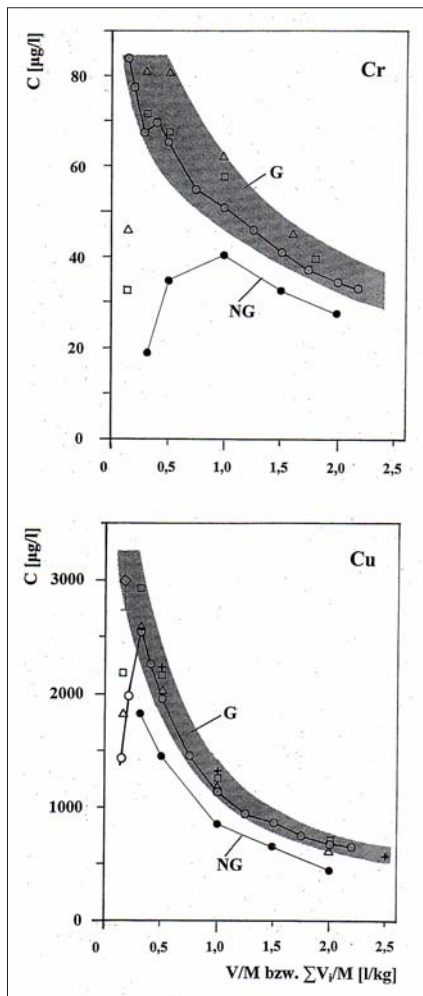 C [µg/l]
Cr
80
60
G
40
NG
20
0
0 0,5 1,0 1,5 2,0 2,5
C [µg/l]
Cu
3000
2000
G
1000
NG
0
0 0,5 1,0 1,5 2,0 2,5
V/M bzw. ∑Vᵢ/M [l/kg]